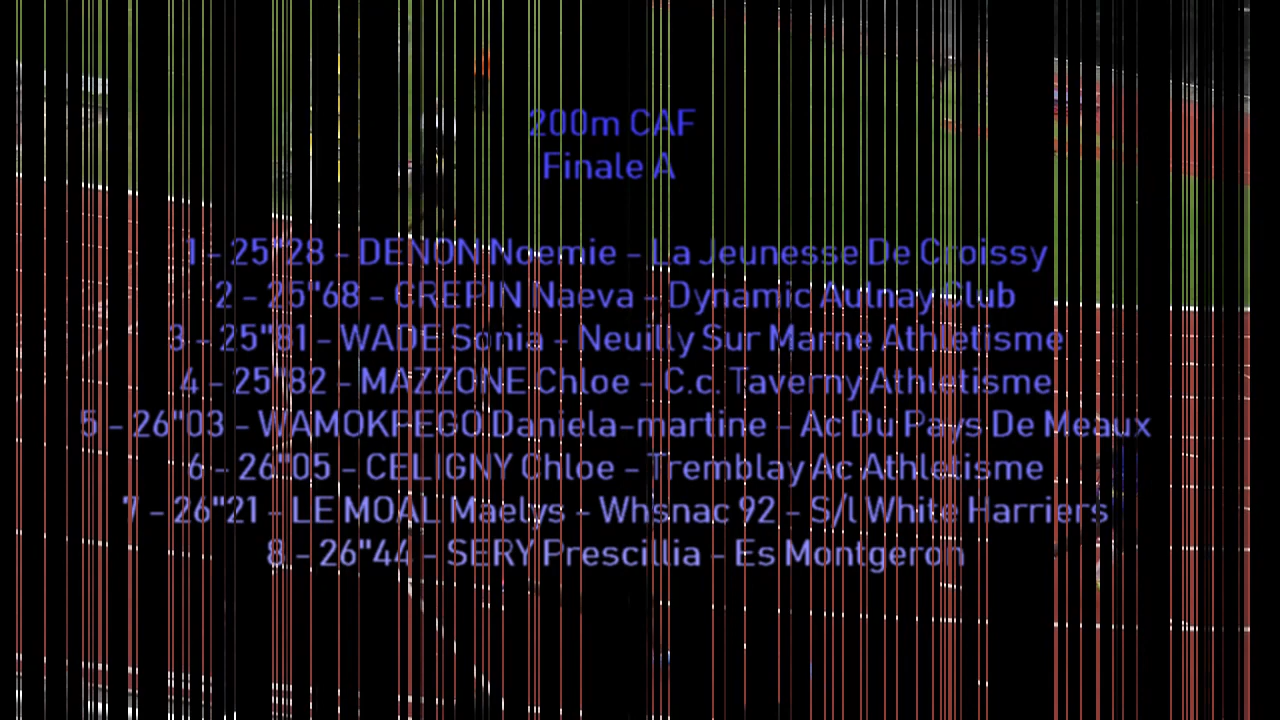 200m CAF
Finale A
1 - 25"28 - DENON Noemie - La Jeunesse De Croissy
2 - 25"68 - CREPIN Naeva - Dynamic Aulnay Club
3 - 25"81 - WADE Sonia - Neuilly Sur Marne Athletisme
4 - 25"82 - MAZZONE Chloe - C.c. Taverny Athletisme
5 - 26"03 - WAMOKPEGO Daniela-martine - Ac Du Pays De Meaux
6 - 26"05 - CELIGNY Chloe - Tremblay Ac Athletisme
7 - 26"21 - LE MOAL Maelys - Whsnac 92 - S/l White Harriers
8 - 26"44 - SERY Prescillia - Es Montgeron